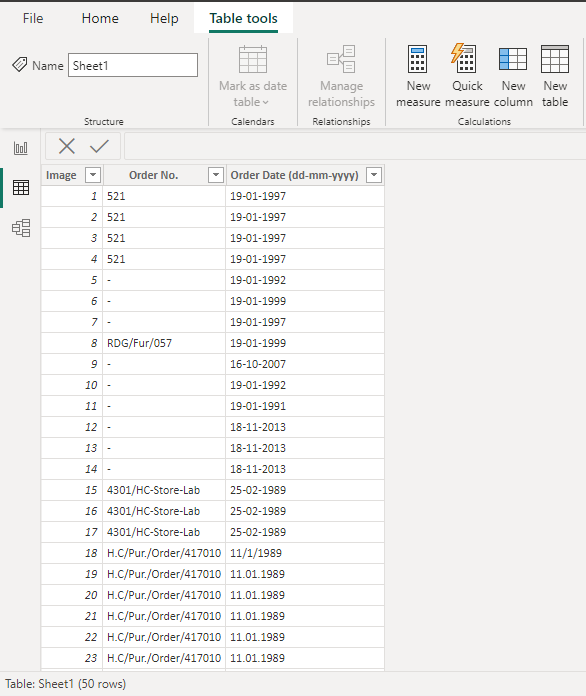 File Home Help Table tools
Name Sheet1
Mark as date table
Manage relationships
New measure
Quick measure
New column
New table
Structure Calendars Relationships Calculations
Image Order No. Order Date (dd-mm-yyyy)
1 521 19-01-1997
2 521 19-01-1997
3 521 19-01-1997
4 521 19-01-1997
5 - 19-01-1992
6 - 19-01-1999
7 - 19-01-1997
8 RDG/Fur/057 19-01-1999
9 - 16-10-2007
10 - 19-01-1992
11 - 19-01-1991
12 - 18-11-2013
13 - 18-11-2013
14 - 18-11-2013
15 4301/HC-Store-Lab 25-02-1989
16 4301/HC-Store-Lab 25-02-1989
17 4301/HC-Store-Lab 25-02-1989
18 H.C/Pur./Order/417010 11/1/1989
19 H.C/Pur./Order/417010 11.01.1989
20 H.C/Pur./Order/417010 11.01.1989
21 H.C/Pur./Order/417010 11.01.1989
22 H.C/Pur./Order/417010 11.01.1989
23 H.C/Pur./Order/417010 11.01.1989
Table: Sheet1 (50 rows)